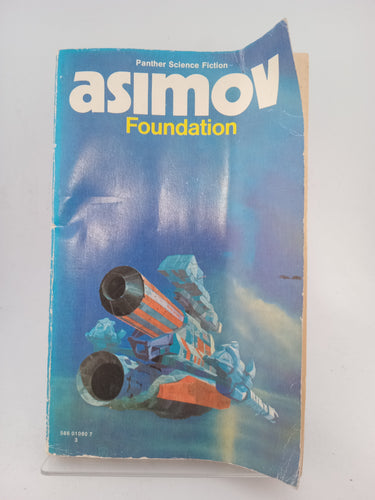 Panther Science Fiction
asimov
Foundation
586 01080 7
3